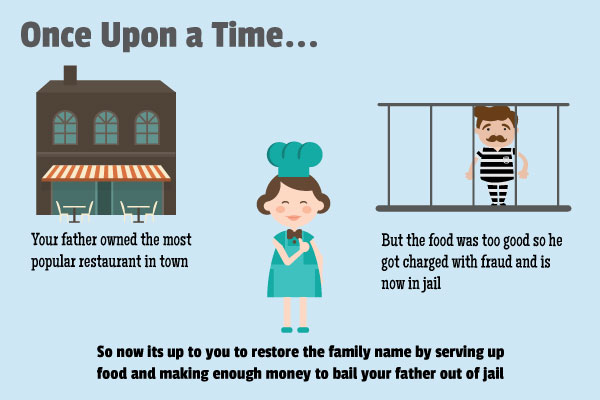 Once Upon a Time...
Your father owned the most
popular restaurant in town
But the food was too good so he
got charged with fraud and is
now in jail
So now its up to you to restore the family name by serving up
food and making enough money to bail your father out of jail